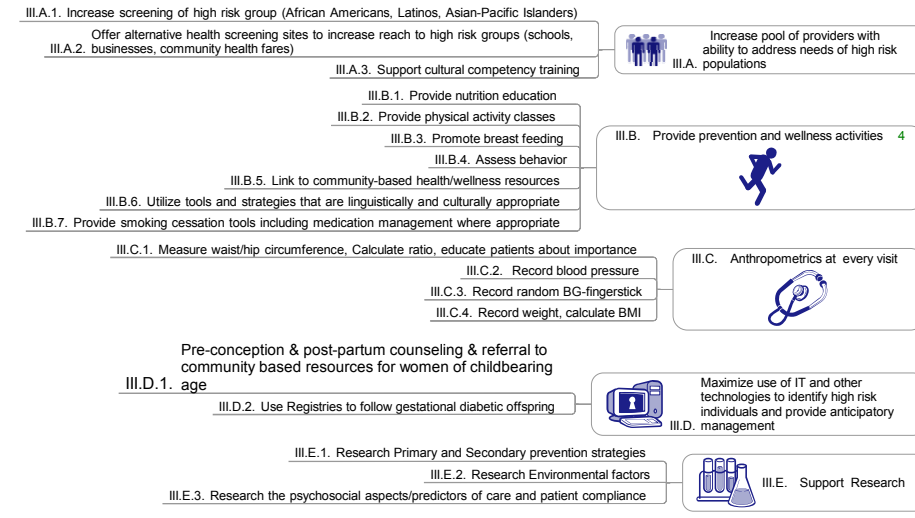 III.A.1. Increase screening of high risk group (African Americans, Latinos, Asian-Pacific Islanders)
Offer alternative health screening sites to increase reach to high risk groups (schools,
III.A.2. businesses, community health fares)
III.A.3. Support cultural competency training
Increase pool of providers with
ability to address needs of high risk
III.A. populations
III.B.1. Provide nutrition education
III.B.2. Provide physical activity classes
III.B.3. Promote breast feeding
III.B.4. Assess behavior
III.B.5. Link to community-based health/wellness resources
III.B.6. Utilize tools and strategies that are linguistically and culturally appropriate
III.B.7. Provide smoking cessation tools including medication management where appropriate
III.B. Provide prevention and wellness activities 4
III.C.1. Measure waist/hip circumference, Calculate ratio, educate patients about importance
III.C.2. Record blood pressure
III.C.3. Record random BG-fingerstick
III.C.4. Record weight, calculate BMI
III.C. Anthropometrics at every visit
Pre-conception & post-partum counseling & referral to
community based resources for women of childbearing
III.D.1. age
III.D.2. Use Registries to follow gestational diabetic offspring
Maximize use of IT and other
technologies to identify high risk
individuals and provide anticipatory
III.D. management
III.E.1. Research Primary and Secondary prevention strategies
III.E.2. Research Environmental factors
III.E.3. Research the psychosocial aspects/predictors of care and patient compliance
III.E. Support Research